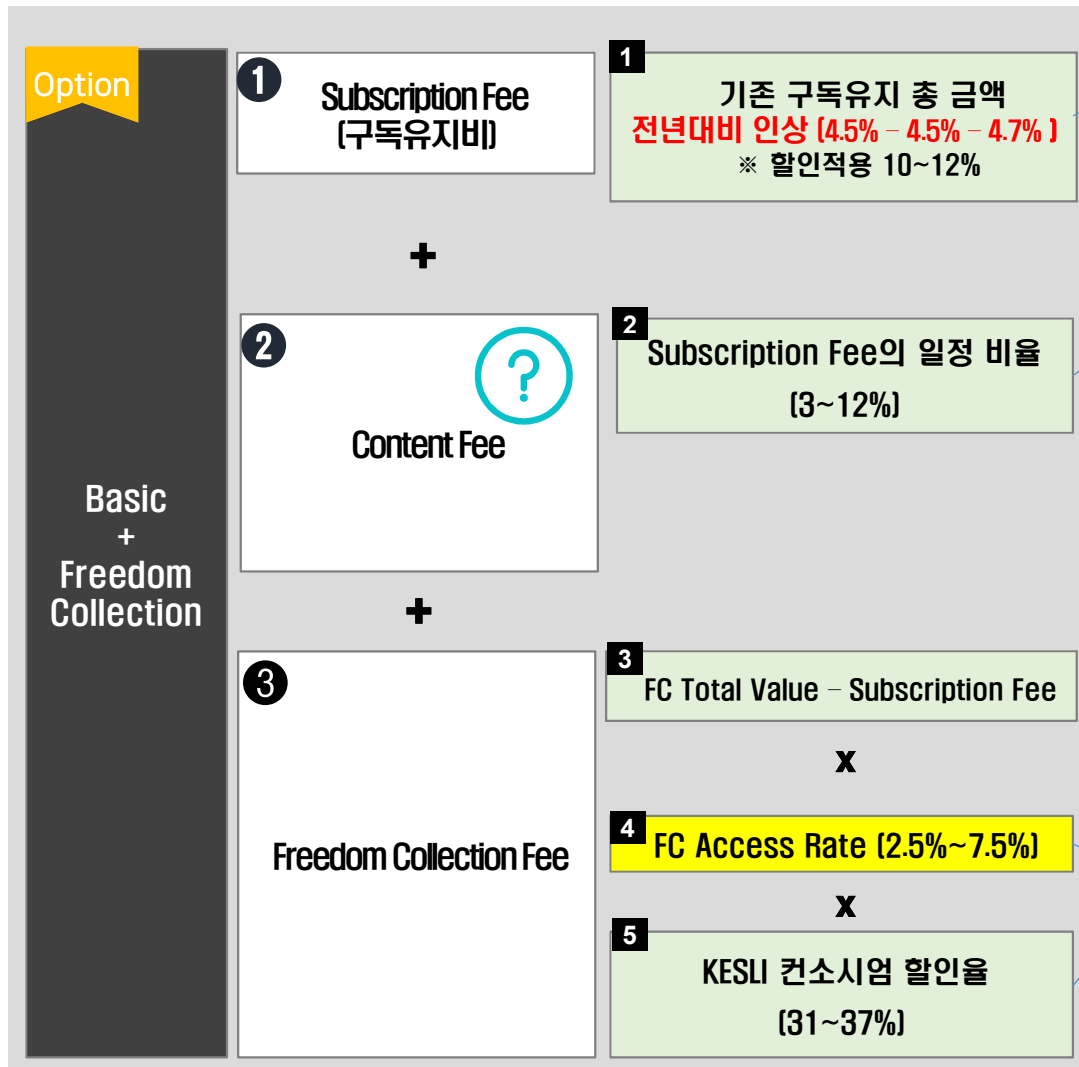 Option
Basic
+
Freedom
Collection
❶
Subscription Fee
(구독유지비)
1
기존 구독유지 총 금액
전년대비 인상 (4.5% – 4.5% – 4.7% )
※ 할인적용 10~12%
+
❷
?
Content Fee
2
Subscription Fee의 일정 비율
(3~12%)
+
❸
Freedom Collection Fee
3
FC Total Value – Subscription Fee
x
4
FC Access Rate (2.5%~7.5%)
x
5
KESLI 컨소시엄 할인율
(31~37%)